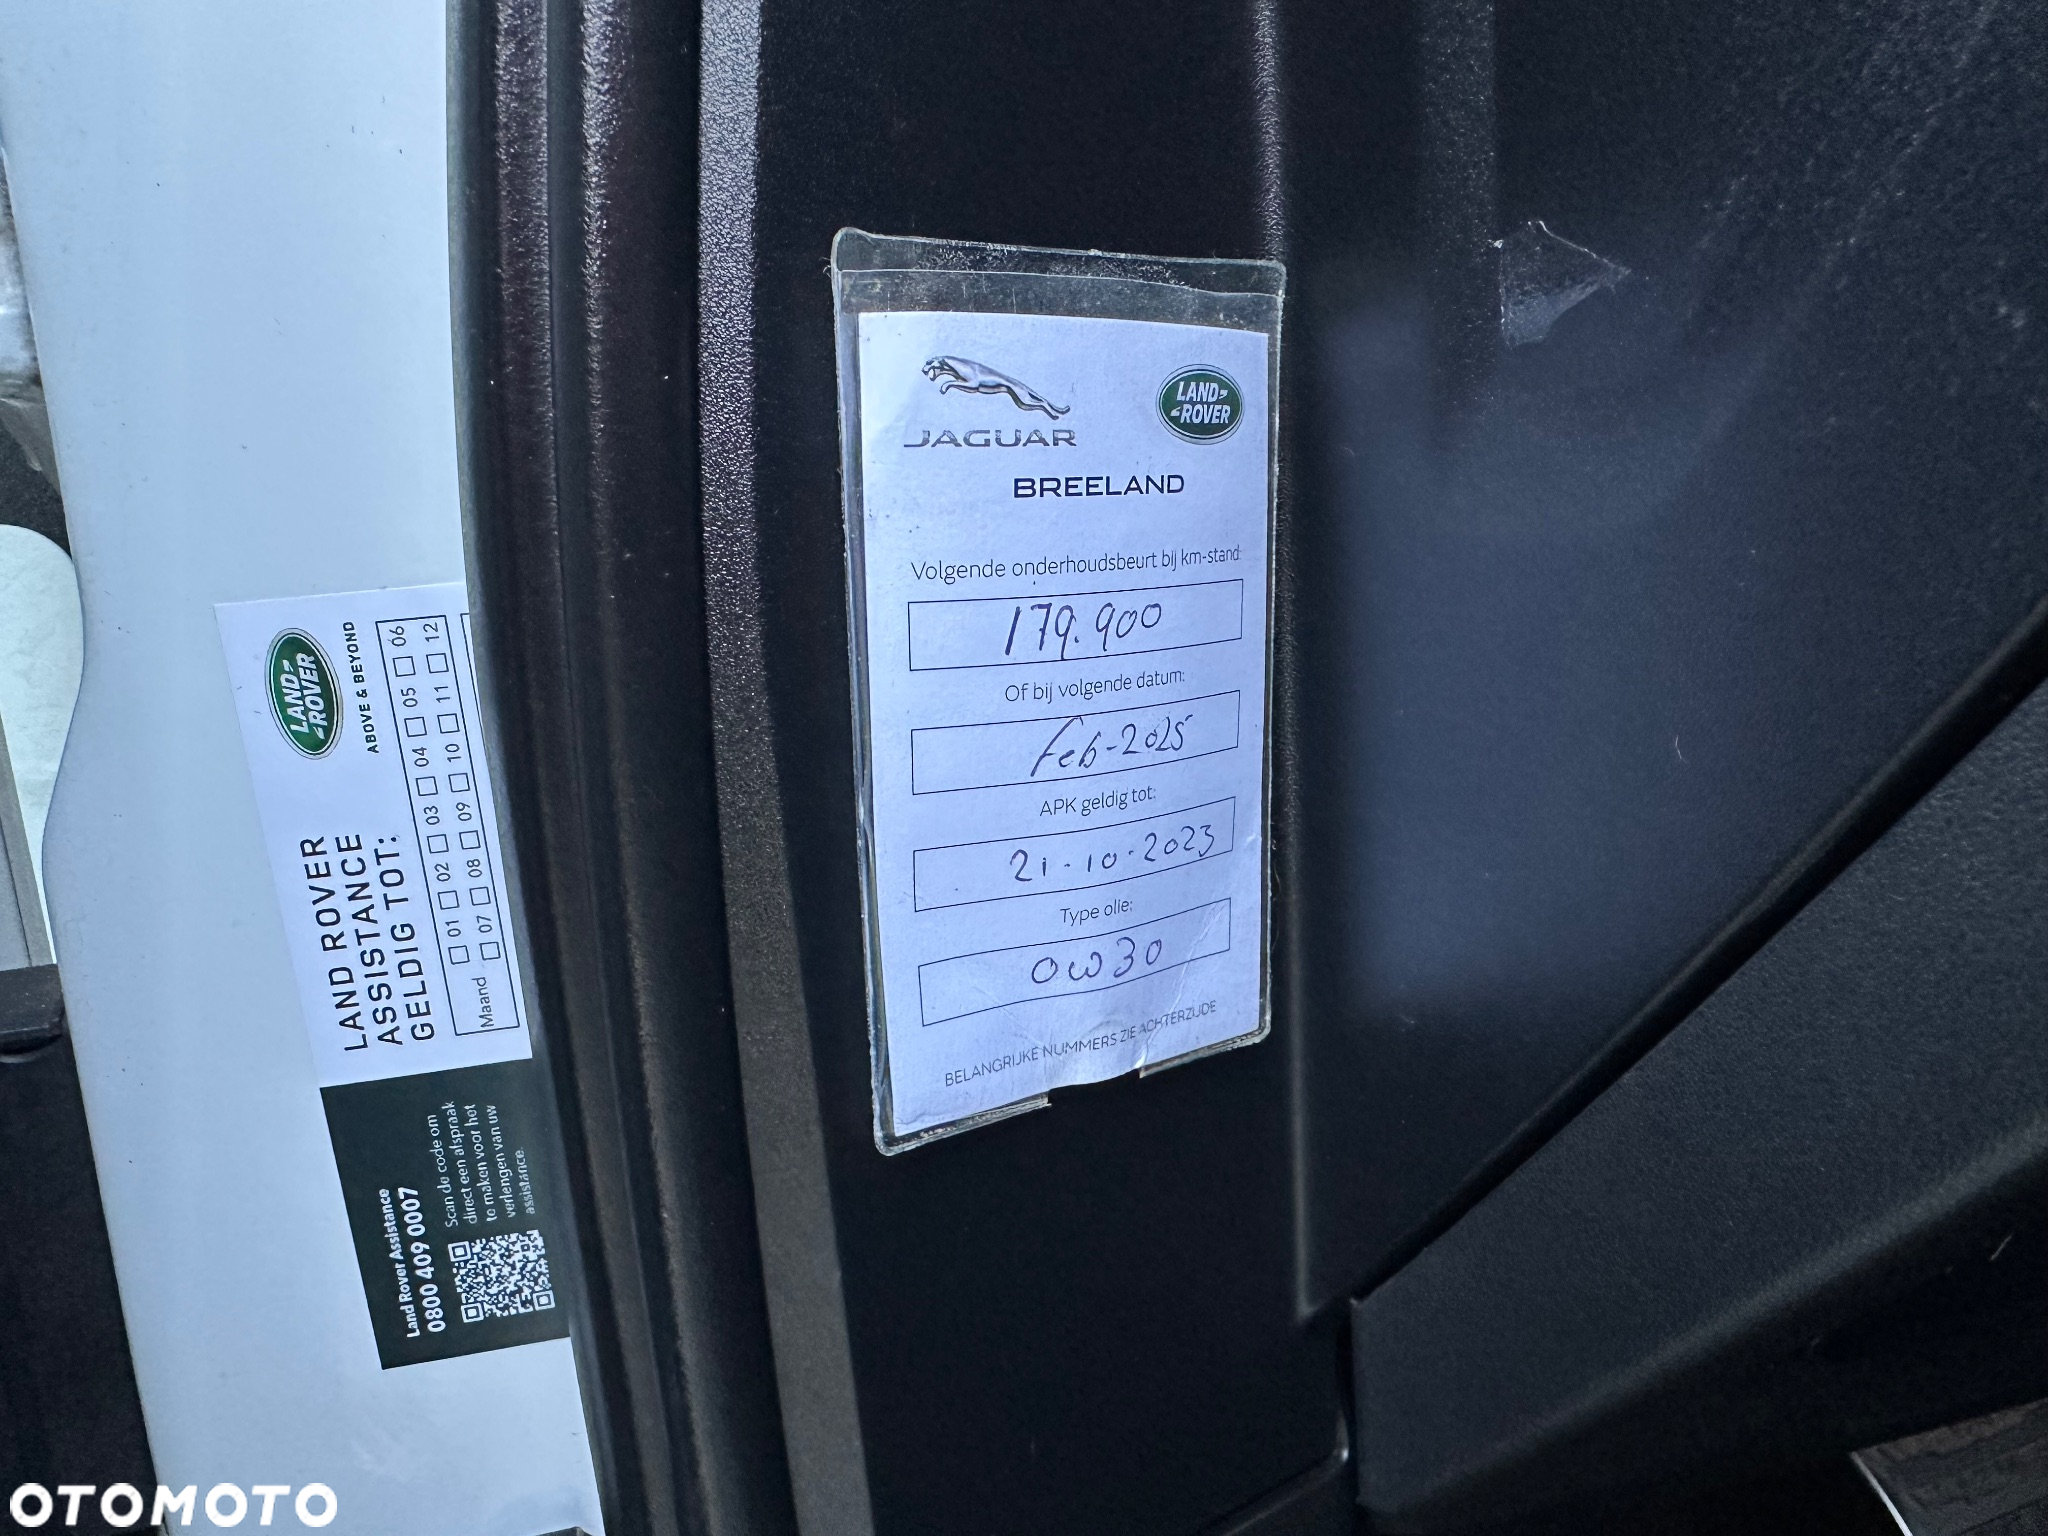 JAGUAR
LAND-
-ROVER
BREELAND
Volgende onderhoudsbeurt bij km-stand:
179.900
Of bij volgende datum:
feb-2025
APK geldig tot:
21-10-2023
Type olie:
0W30
BELANGRIJKE NUMMERS ZIE ACHTERZIJDE
LAND-
-ROVER
ABOVE & BEYOND
LAND ROVER
ASSISTANCE
GELDIG TOT:
Maand
01 02 03 04 05 06
07 08 09 10 11 12
Land Rover Assistance
0800 409 0007
Scan de code om
direct een afspraak
te maken voor het
verlengen van uw
assistance.
OTOMOTO